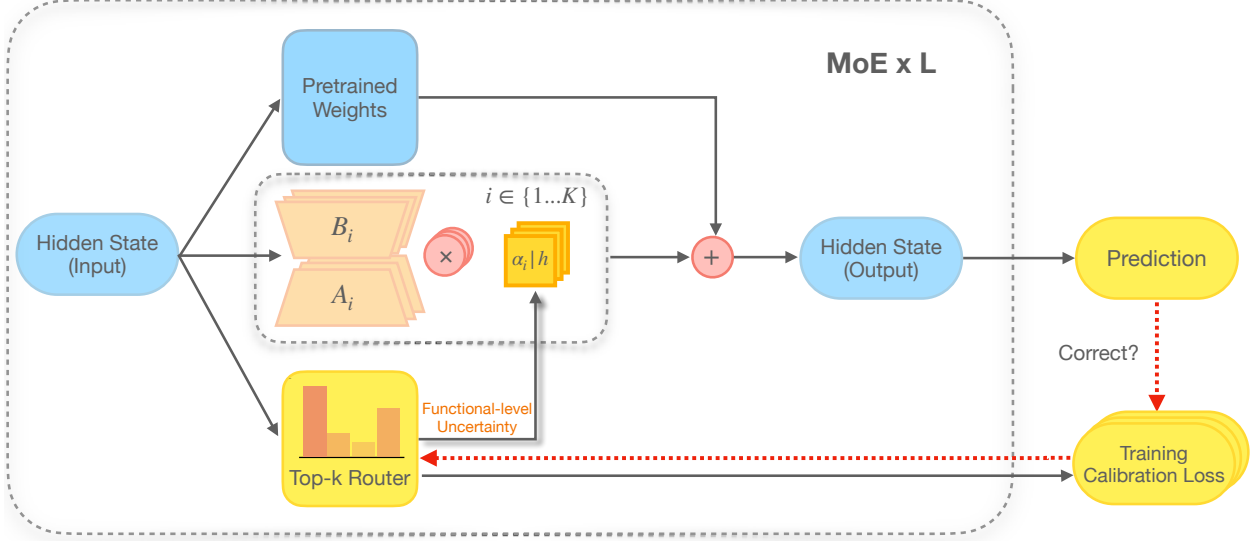 MoE x L
Pretrained
Weights
i ∈ {1...K}
Hidden State
(Input)
B_i
×
α_i | h
A_i
+
Hidden State
(Output)
Prediction
Correct?
Functional-level
Uncertainty
Top-k Router
Training
Calibration Loss